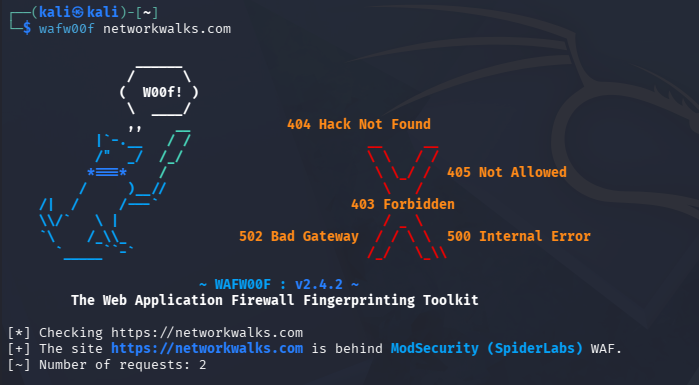 (kali㉿kali)-[~]
$ wafw00f networkwalks.com
( W00f! )
404 Hack Not Found
405 Not Allowed
403 Forbidden
502 Bad Gateway 500 Internal Error
~ WAFW00F : v2.4.2 ~
The Web Application Firewall Fingerprinting Toolkit
[*] Checking https://networkwalks.com
[+] The site https://networkwalks.com is behind ModSecurity (SpiderLabs) WAF.
[~] Number of requests: 2